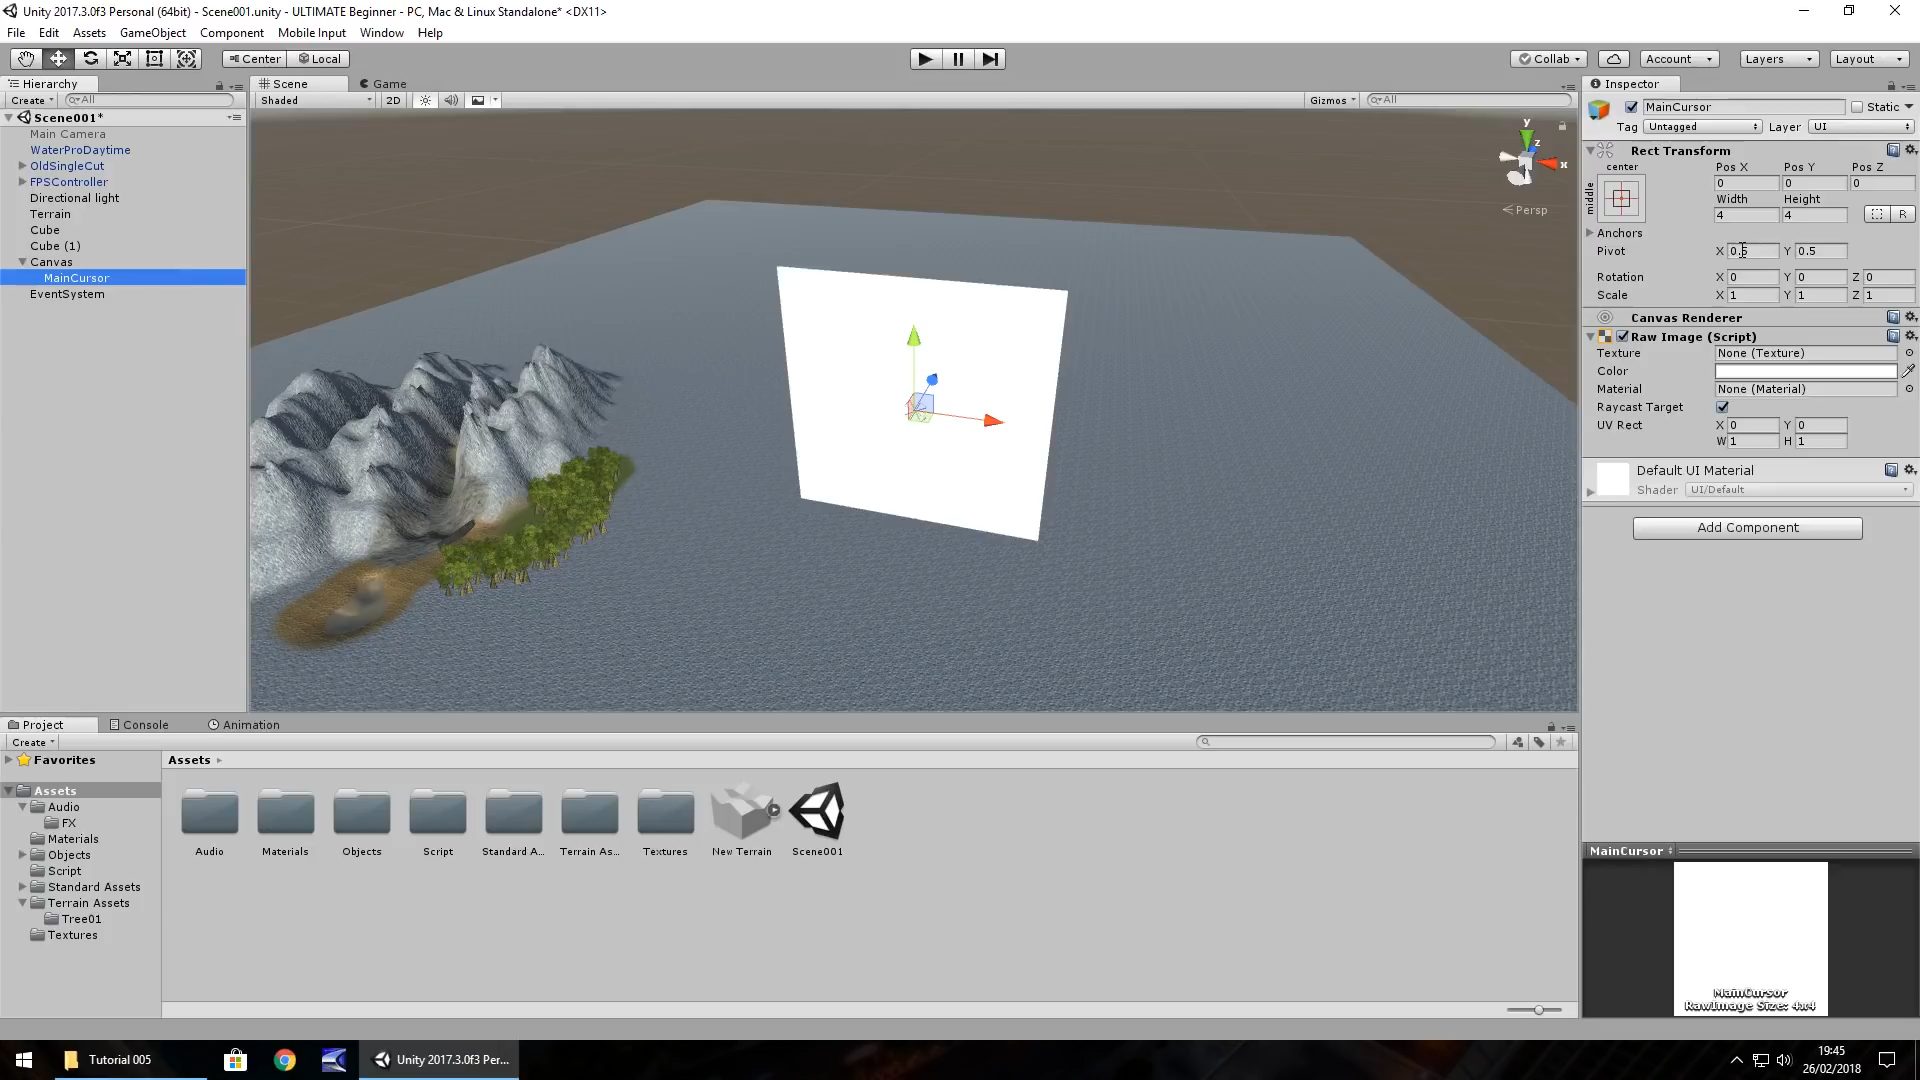 Unity 2017.3.0f3 Personal (64bit) - Scene001.unity - ULTIMATE Beginner - PC, Mac & Linux Standalone* <DX11>
File Edit Assets GameObject Component Mobile Input Window Help
Center Local Collab Account Layers Layout
Hierarchy
Create All
Scene001*
Main Camera
WaterProDaytime
OldSingleCut
FPSController
Directional light
Terrain
Cube
Cube (1)
Canvas
MainCursor
EventSystem
Scene Game
Shaded 2D Gizmos All
y
z
x
Persp
Inspector
MainCursor Static
Tag Untagged Layer UI
Rect Transform
center Pos X Pos Y Pos Z
middle
0 0 0
Width Height
4 4 R
Anchors
Pivot X 0.5 Y 0.5
Rotation X 0 Y 0 Z 0
Scale X 1 Y 1 Z 1
Canvas Renderer
Raw Image (Script)
Texture None (Texture)
Color
Material None (Material)
Raycast Target
UV Rect X 0 Y 0
W 1 H 1
Default UI Material
Shader UI/Default
Add Component
MainCursor
MainCursor
RawImage Size: 4x4
Project Console Animation
Create
Favorites
Assets
Audio
FX
Materials
Objects
Script
Standard Assets
Terrain Assets
Tree01
Textures
Assets
Audio Materials Objects Script Standard A... Terrain As... Textures New Terrain Scene001
Tutorial 005 Unity 2017.3.0f3 Per...
19:45
26/02/2018